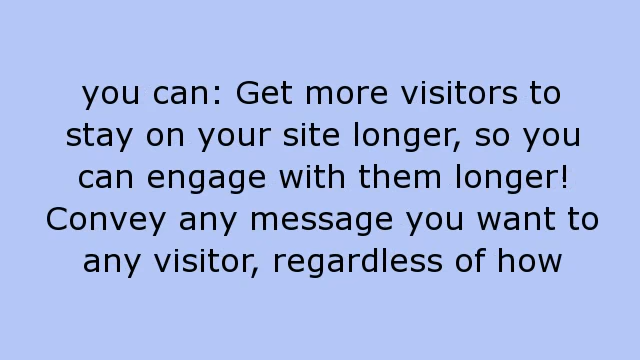 you can: Get more visitors to
stay on your site longer, so you
can engage with them longer!
Convey any message you want to
any visitor, regardless of how